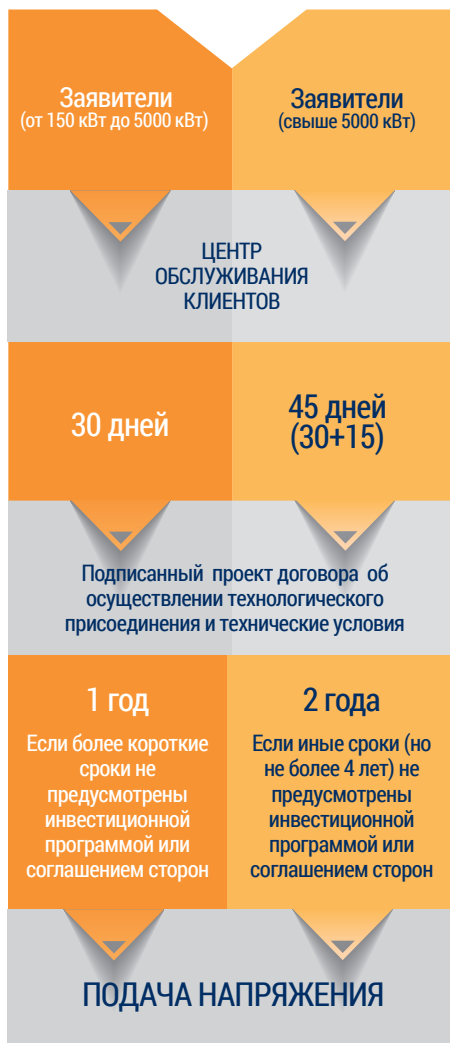 Заявители
(от 150 кВт до 5000 кВт)
Заявители
(свыше 5000 кВт)
ЦЕНТР
ОБСЛУЖИВАНИЯ
КЛИЕНТОВ
30 дней
45 дней
(30+15)
Подписанный проект договора об
осуществлении технологического
присоединения и технические условия
1 год
Если более короткие
сроки не
предусмотрены
инвестиционной
программой или
соглашением сторон
2 года
Если иные сроки (но
не более 4 лет) не
предусмотрены
инвестиционной
программой или
соглашением сторон
ПОДАЧА НАПРЯЖЕНИЯ